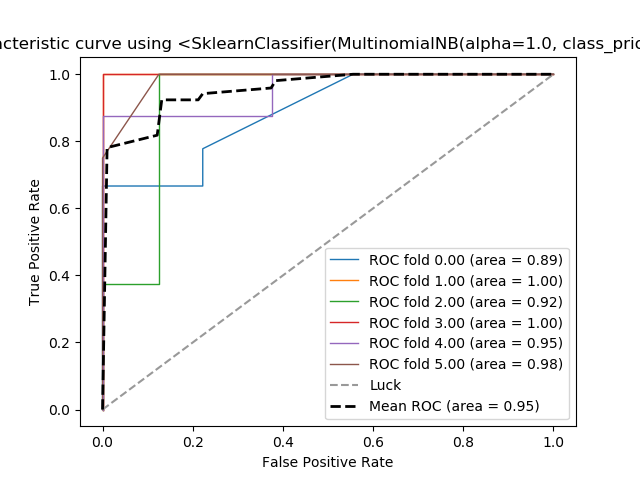 cteristic curve using <SklearnClassifier(MultinomialNB(alpha=1.0, class_prio
1.0
0.8
0.6
0.4
0.2
0.0
True Positive Rate
ROC fold 0.00 (area = 0.89)
ROC fold 1.00 (area = 1.00)
ROC fold 2.00 (area = 0.92)
ROC fold 3.00 (area = 1.00)
ROC fold 4.00 (area = 0.95)
ROC fold 5.00 (area = 0.98)
Luck
Mean ROC (area = 0.95)
0.0 0.2 0.4 0.6 0.8 1.0
False Positive Rate